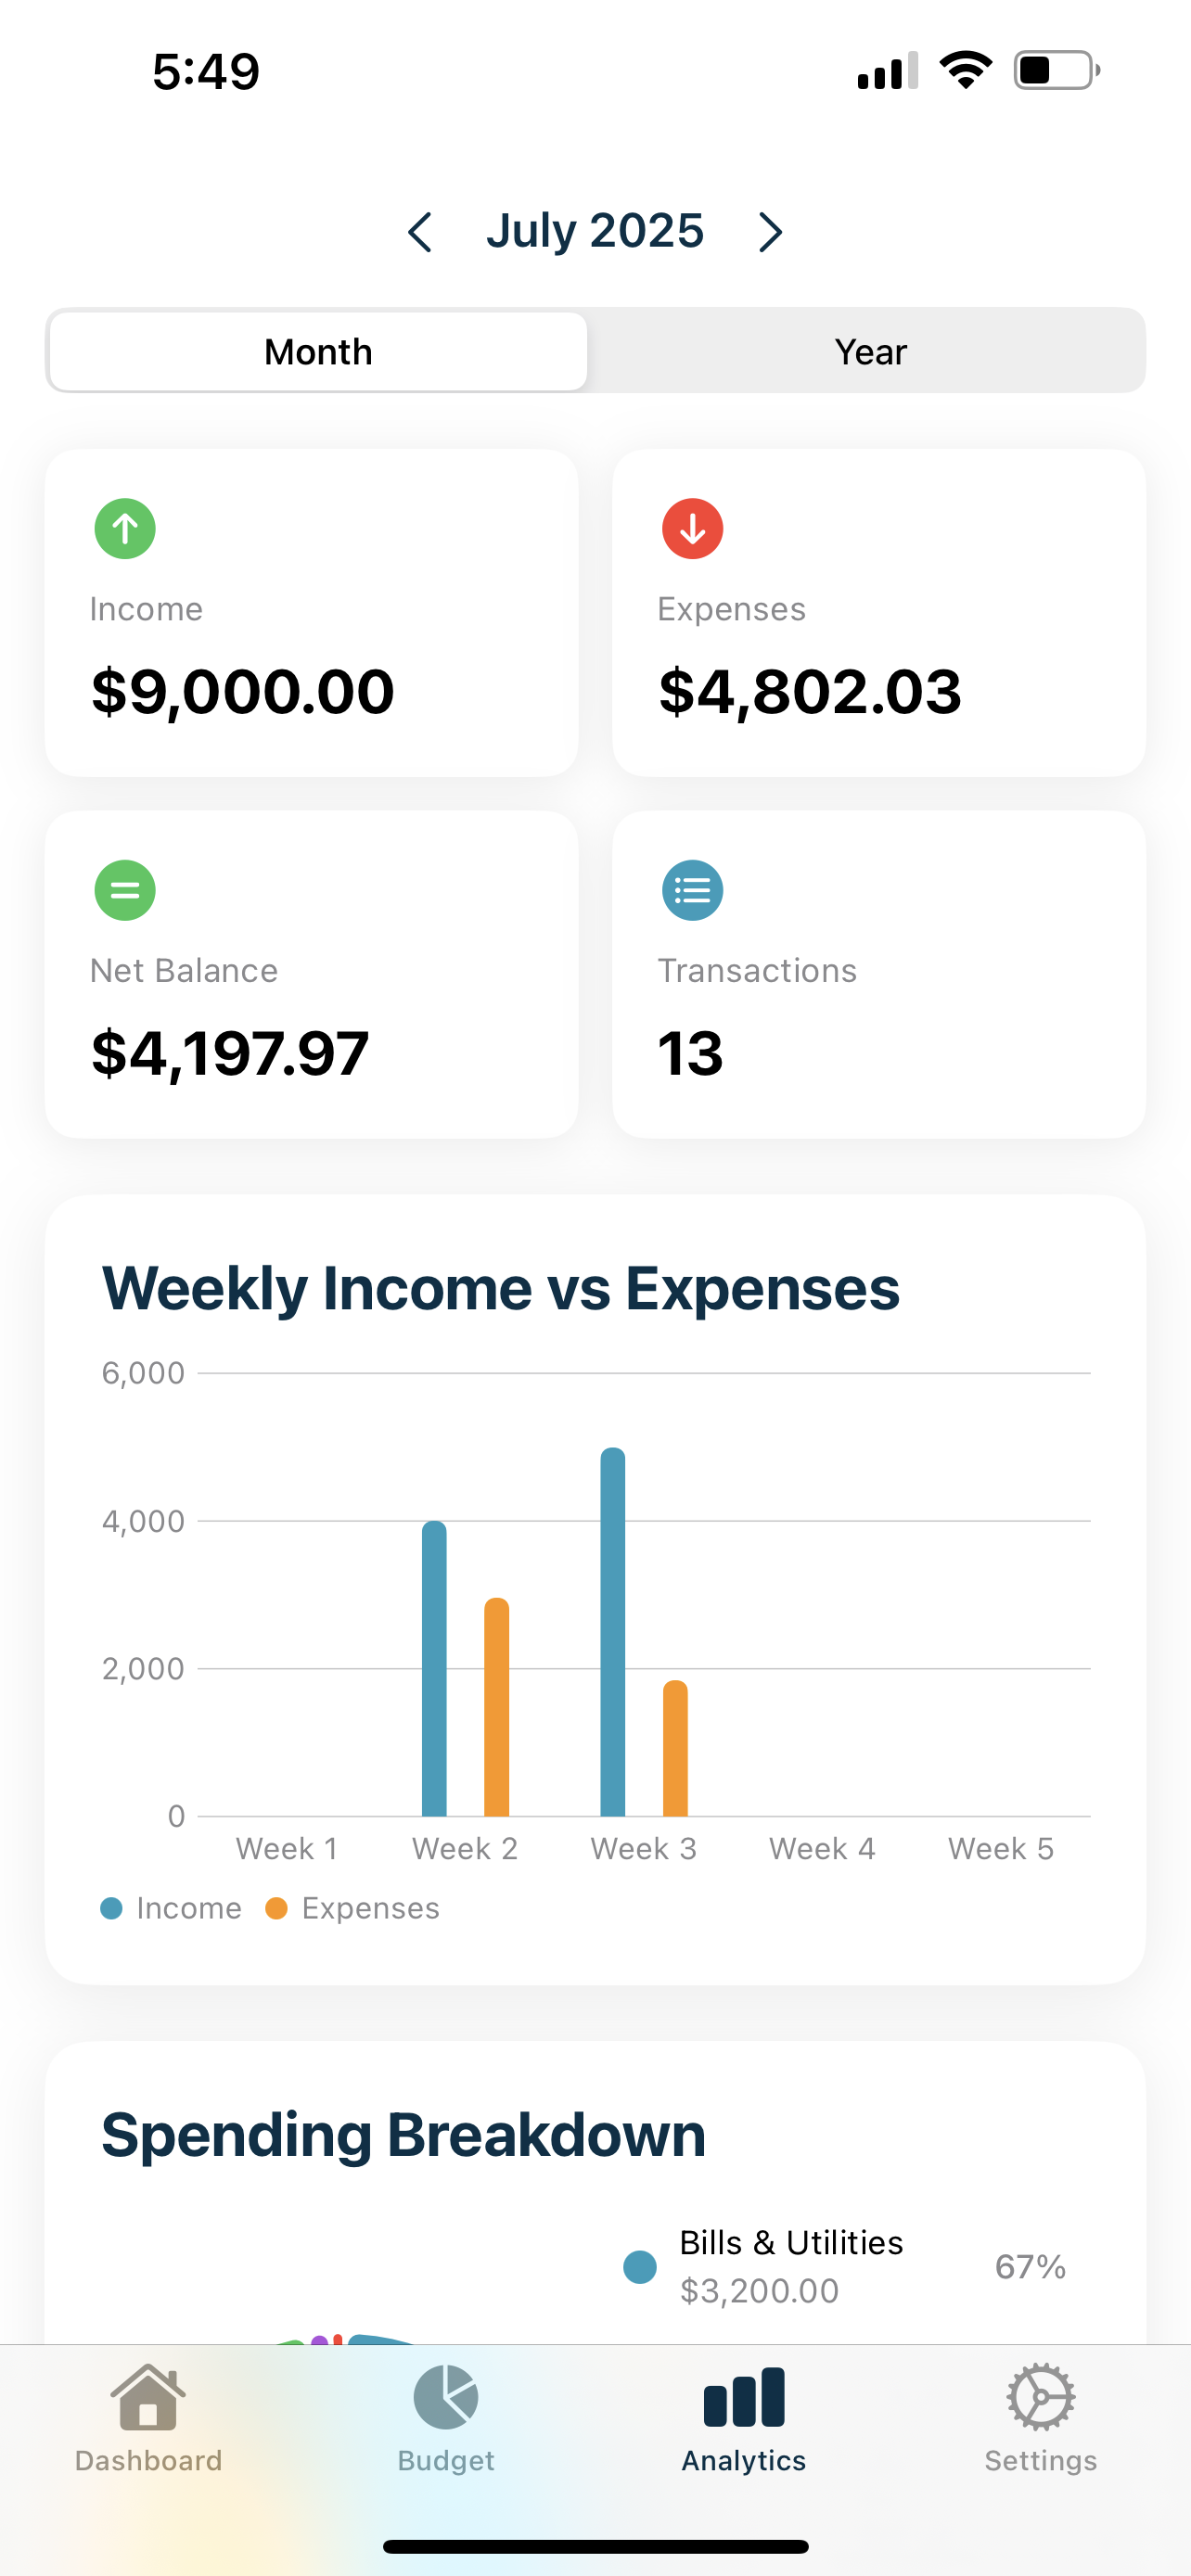 5:49
July 2025
Month
Year
Income
$9,000.00
Expenses
$4,802.03
Net Balance
$4,197.97
Transactions
13
Weekly Income vs Expenses
6,000
4,000
2,000
0
Week 1 Week 2 Week 3 Week 4 Week 5
Income Expenses
Spending Breakdown
Bills & Utilities
$3,200.00
67%
Dashboard
Budget
Analytics
Settings